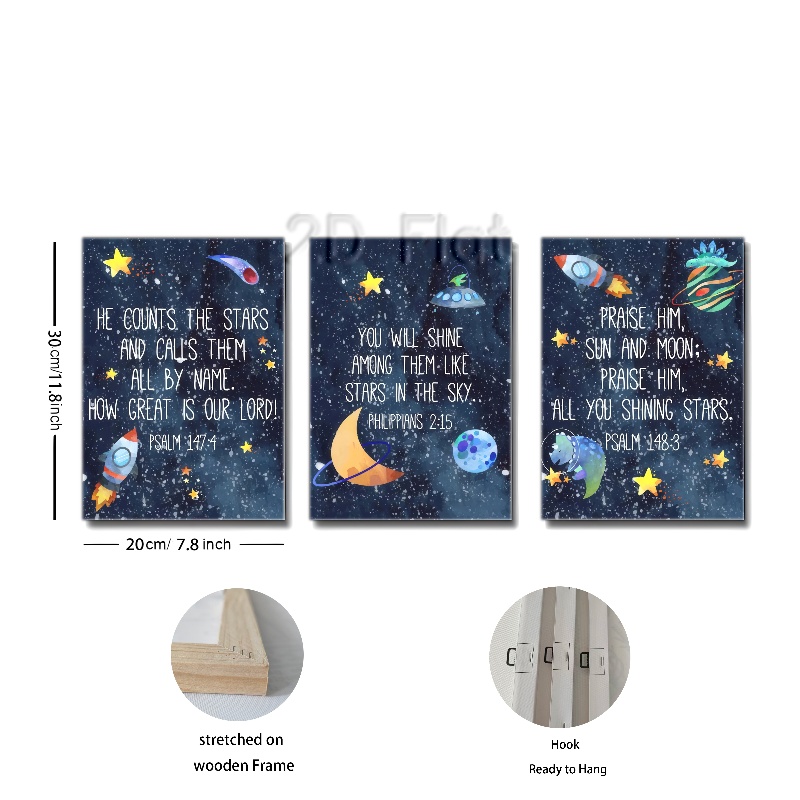 2D Flat
HE COUNTS THE STARS
AND CALLS THEM
ALL BY NAME.
HOW GREAT IS OUR LORD!
PSALM 147:4
YOU WILL SHINE
AMONG THEM LIKE
STARS IN THE SKY..
PHILIPPIANS 2:15
PRAISE HIM,
SUN AND MOON;
PRAISE HIM,
ALL YOU SHINING STARS.
PSALM 148:3
30cm/11.8inch
20cm/ 7.8 inch
stretched on
wooden Frame
Hook
Ready to Hang